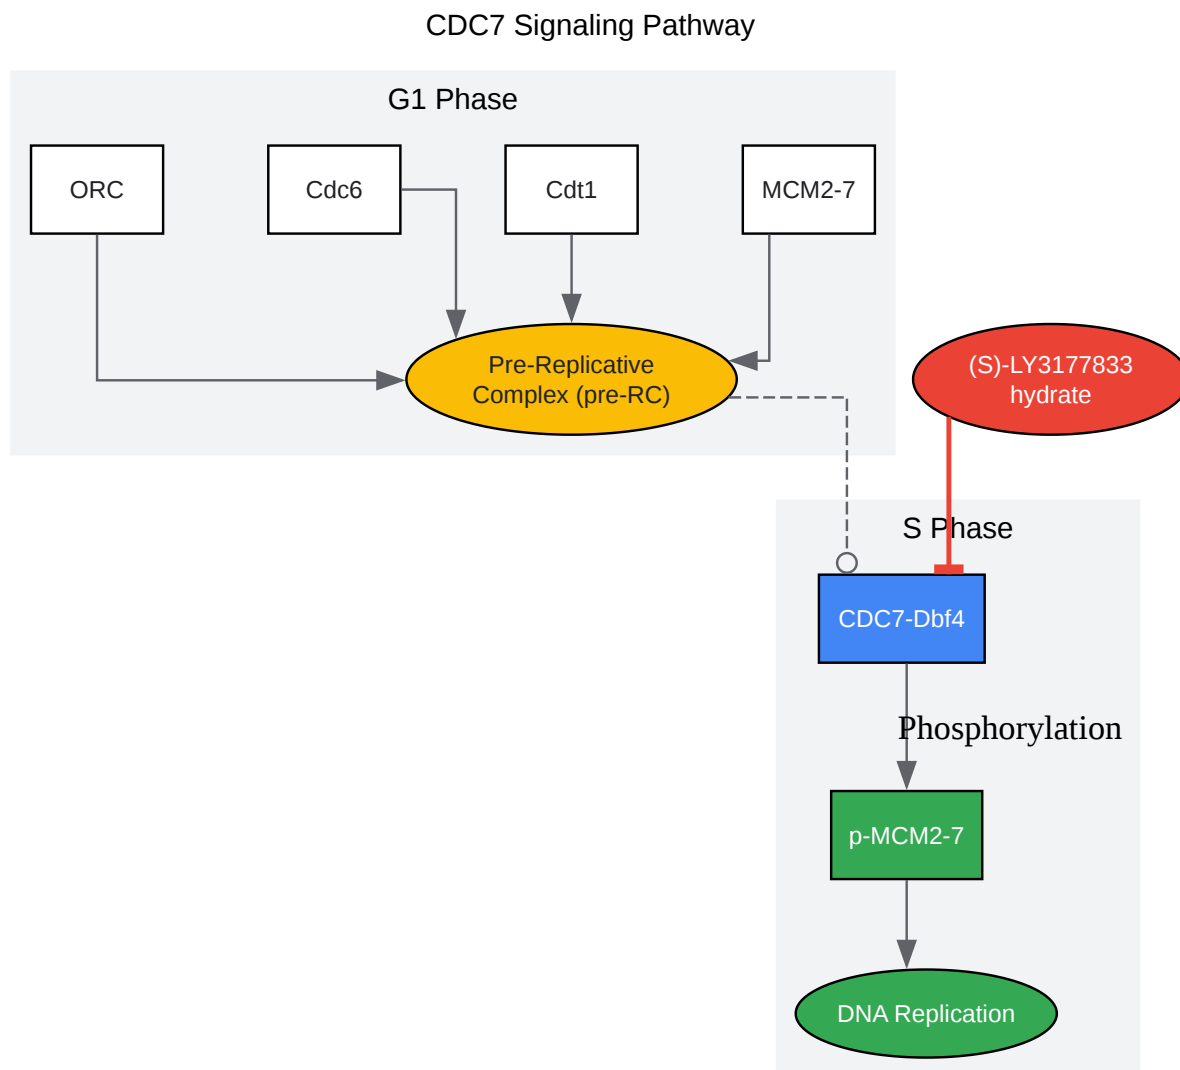 CDC7 Signaling Pathway
G1 Phase
ORC
Cdc6
Cdt1
MCM2-7
Pre-Replicative
Complex (pre-RC)
(S)-LY3177833
hydrate
S Phase
CDC7-Dbf4
Phosphorylation
p-MCM2-7
DNA Replication